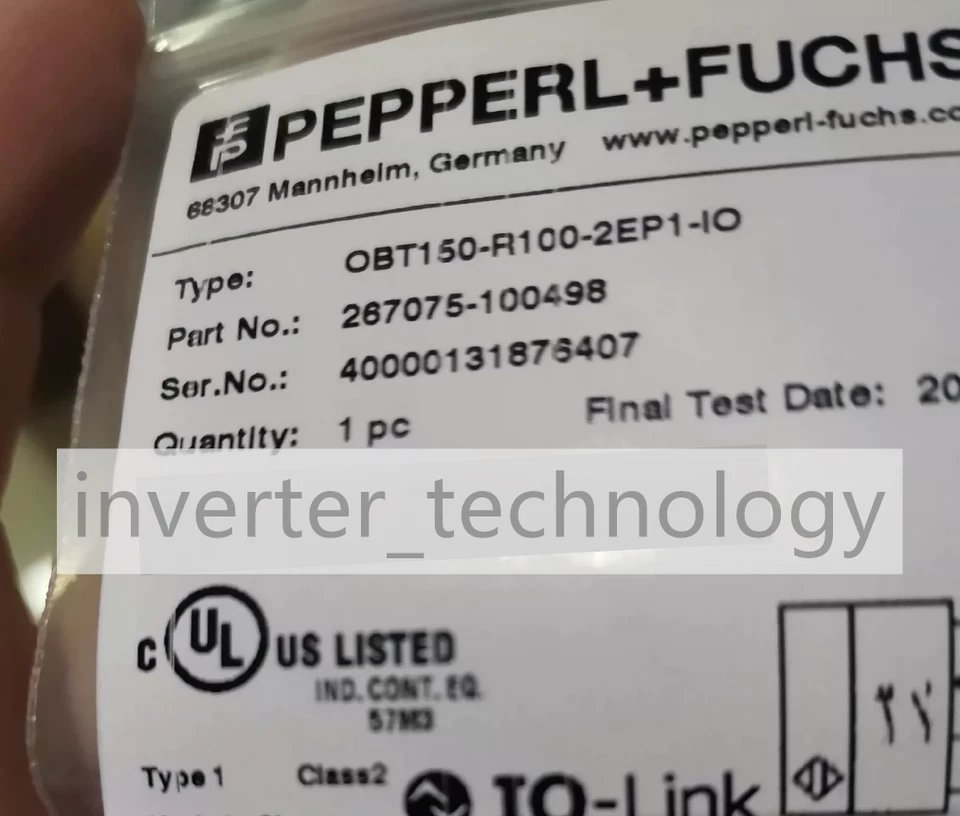 PEPPERL+FUCHS
68307 Mannheim, Germany www.pepperl-fuchs.co
Type: OBT150-R100-2EP1-IO
Part No.: 267075-100498
Ser.No.: 40000131876407
Quantity: 1 pc Final Test Date: 20
inverter_technology
C UL US LISTED
IND. CONT. EQ.
57M3
Type 1 Class2
IO-Link